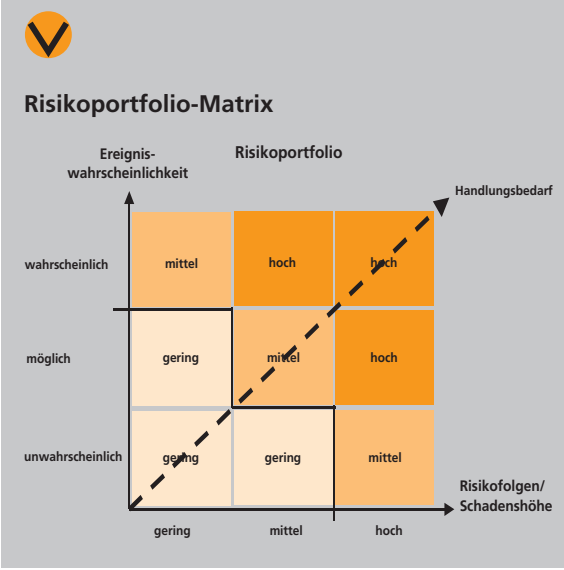 Risikoportfolio-Matrix
Ereignis-
wahrscheinlichkeit
Risikoportfolio
Handlungsbedarf
wahrscheinlich
mittel
hoch
hoch
möglich
gering
mittel
hoch
unwahrscheinlich
gering
gering
mittel
Risikofolgen/
Schadenshöhe
gering
mittel
hoch